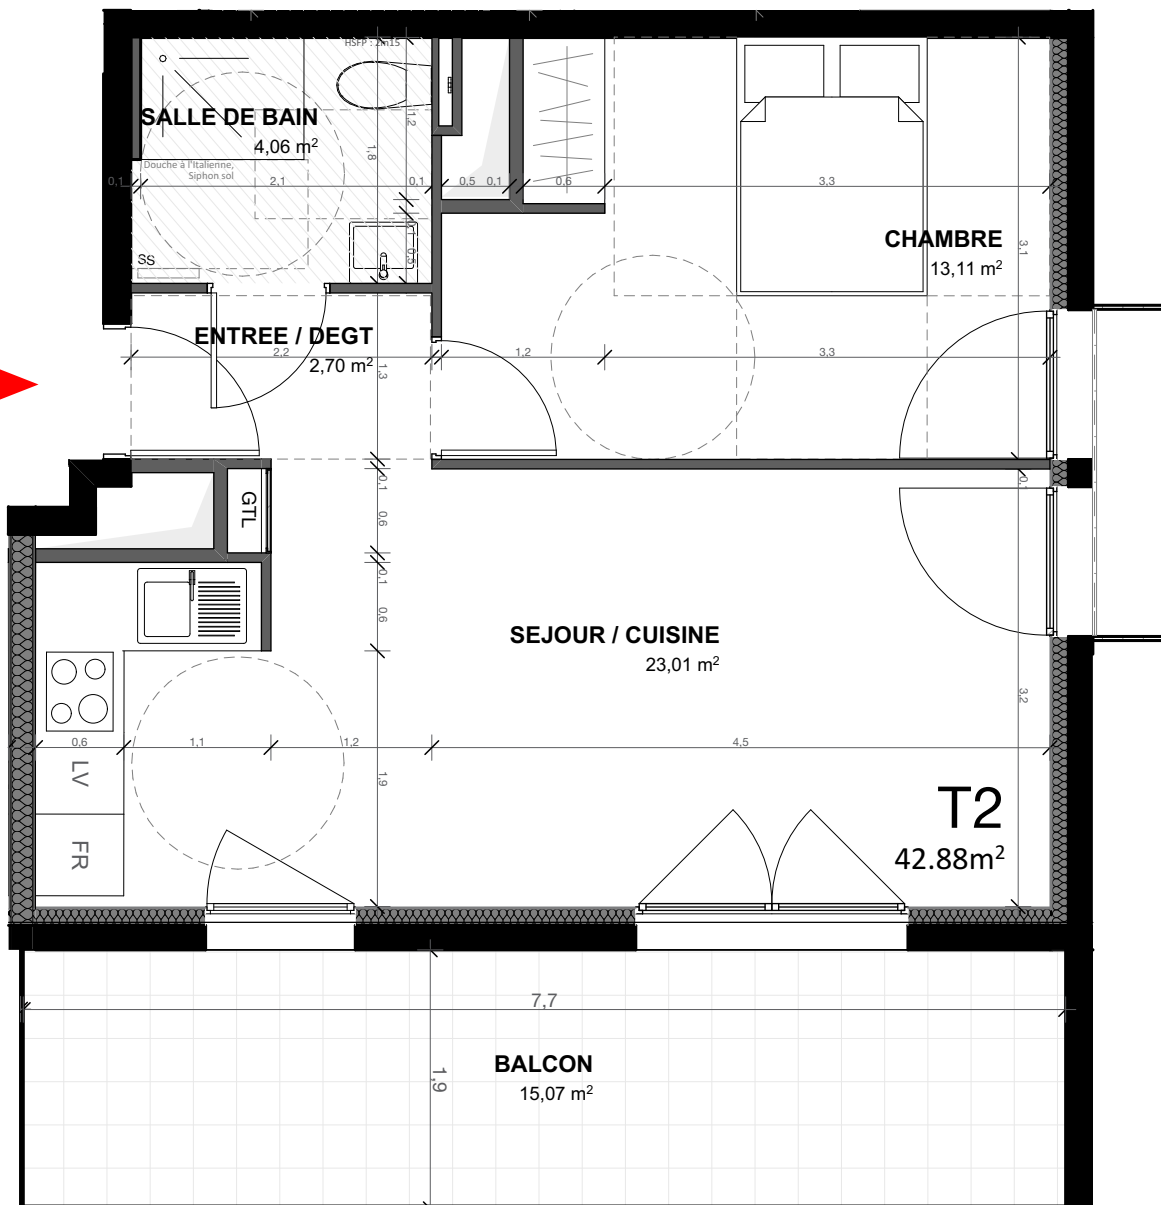 HSFP : 2m15
SALLE DE BAIN
4,06 m²
1,2
1,8
Douche à l'Italienne,
Siphon sol
0,1
2,1
0,1
0,5
0,1
0,6
3,3
0,1
0,5
SS
CHAMBRE
13,11 m²
3,1
ENTREE / DEGT
2,70 m²
2,2
1,3
1,2
3,3
GTL
0,1
0,6
0,1
0,1
0,6
SEJOUR / CUISINE
23,01 m²
3,2
0,6
1,1
1,2
4,5
LV
1,9
FR
T2
42.88m²
7,7
BALCON
15,07 m²
1,9